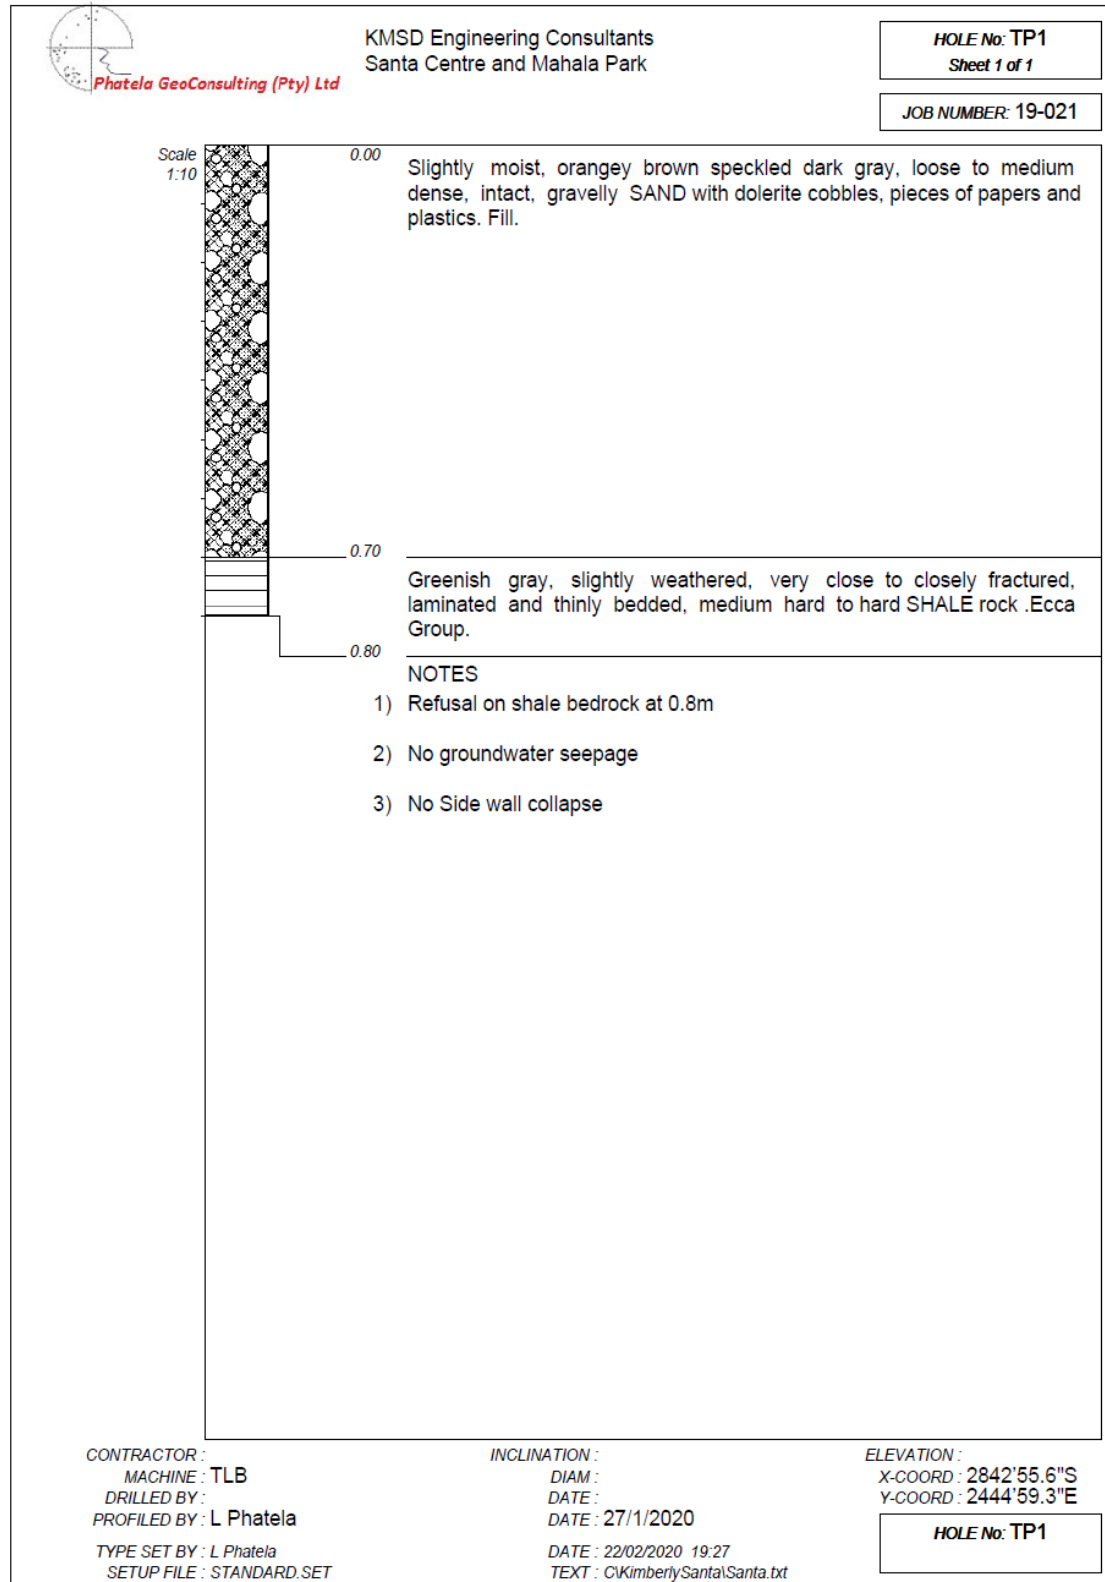 Phatela GeoConsulting (Pty) Ltd
KMSD Engineering Consultants
Santa Centre and Mahala Park
HOLE No: TP1
Sheet 1 of 1
JOB NUMBER: 19-021
Scale
1:10
0.00
Slightly moist, orangey brown speckled dark gray, loose to medium
dense, intact, gravelly SAND with dolerite cobbles, pieces of papers and
plastics. Fill.
0.70
Greenish gray, slightly weathered, very close to closely fractured,
laminated and thinly bedded, medium hard to hard SHALE rock .Ecca
Group.
0.80
NOTES
1) Refusal on shale bedrock at 0.8m
2) No groundwater seepage
3) No Side wall collapse
CONTRACTOR :
MACHINE : TLB
DRILLED BY :
PROFILED BY : L Phatela
TYPE SET BY : L Phatela
SETUP FILE : STANDARD.SET
INCLINATION :
DIAM :
DATE :
DATE : 27/1/2020
DATE : 22/02/2020 19:27
TEXT : C\KimberlySanta\Santa.txt
ELEVATION :
X-COORD : 2842'55.6"S
Y-COORD : 2444'59.3"E
HOLE No: TP1